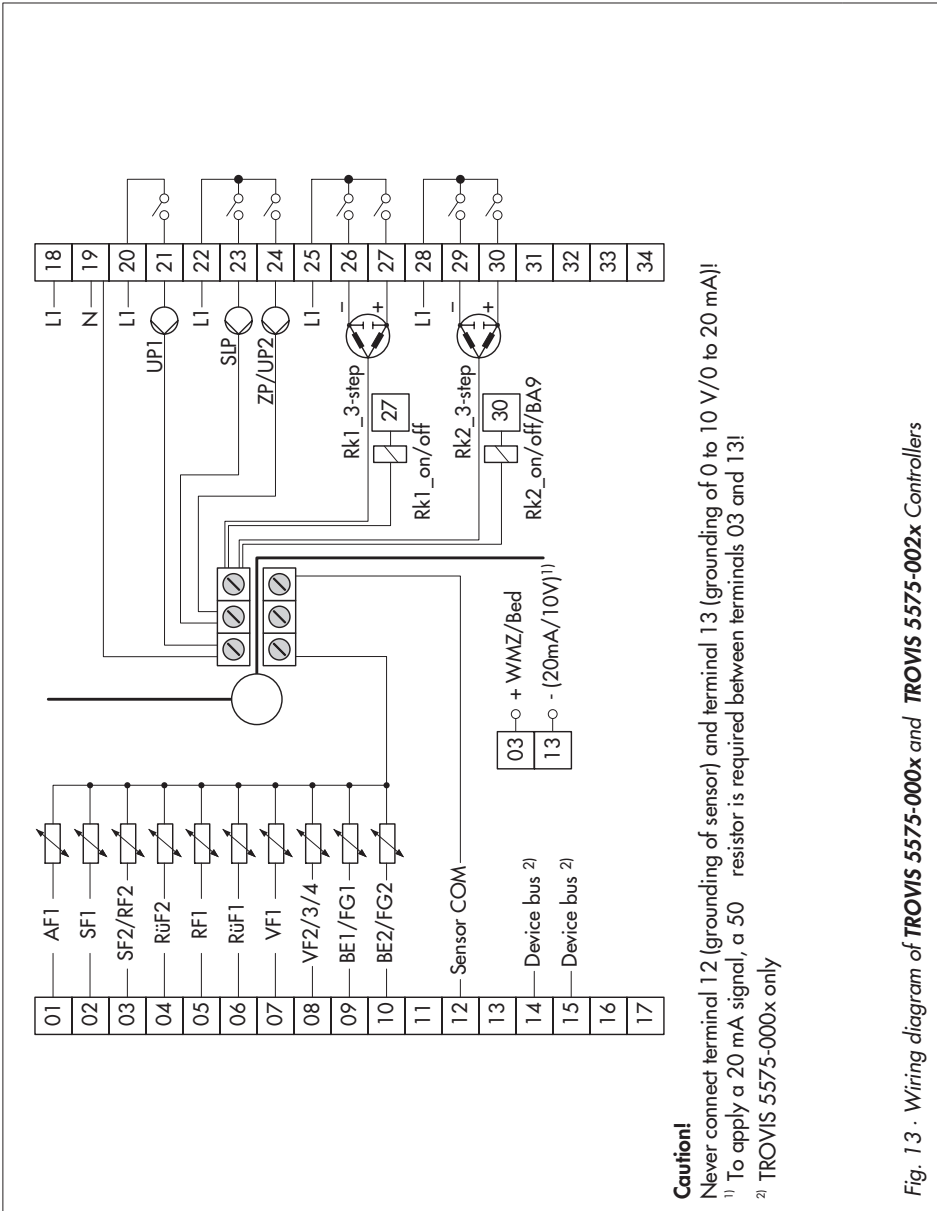 01
02
03
04
05
06
07
08
09
10
11
12
13
14
15
16
17
AF1
SF1
SF2/RF2
RüF2
RF1
RüF1
VF1
VF2/3/4
BE1/FG1
BE2/FG2
Sensor COM
Device bus 2)
Device bus 2)
03
13
+ WMZ/Bed
- (20mA/10V)1)
L1
N
L1
UP1
L1
SLP
ZP/UP2
L1
–
+
Rk1_3-step
27
Rk1_on/off
L1
–
+
Rk2_3-step
30
Rk2_on/off/BA9
18
19
20
21
22
23
24
25
26
27
28
29
30
31
32
33
34
Caution!
Never connect terminal 12 (grounding of sensor) and terminal 13 (grounding of 0 to 10 V/0 to 20 mA)!
1) To apply a 20 mA signal, a 50 resistor is required between terminals 03 and 13!
2) TROVIS 5575-000x only
Fig. 13 · Wiring diagram of TROVIS 5575-000x and TROVIS 5575-002x Controllers